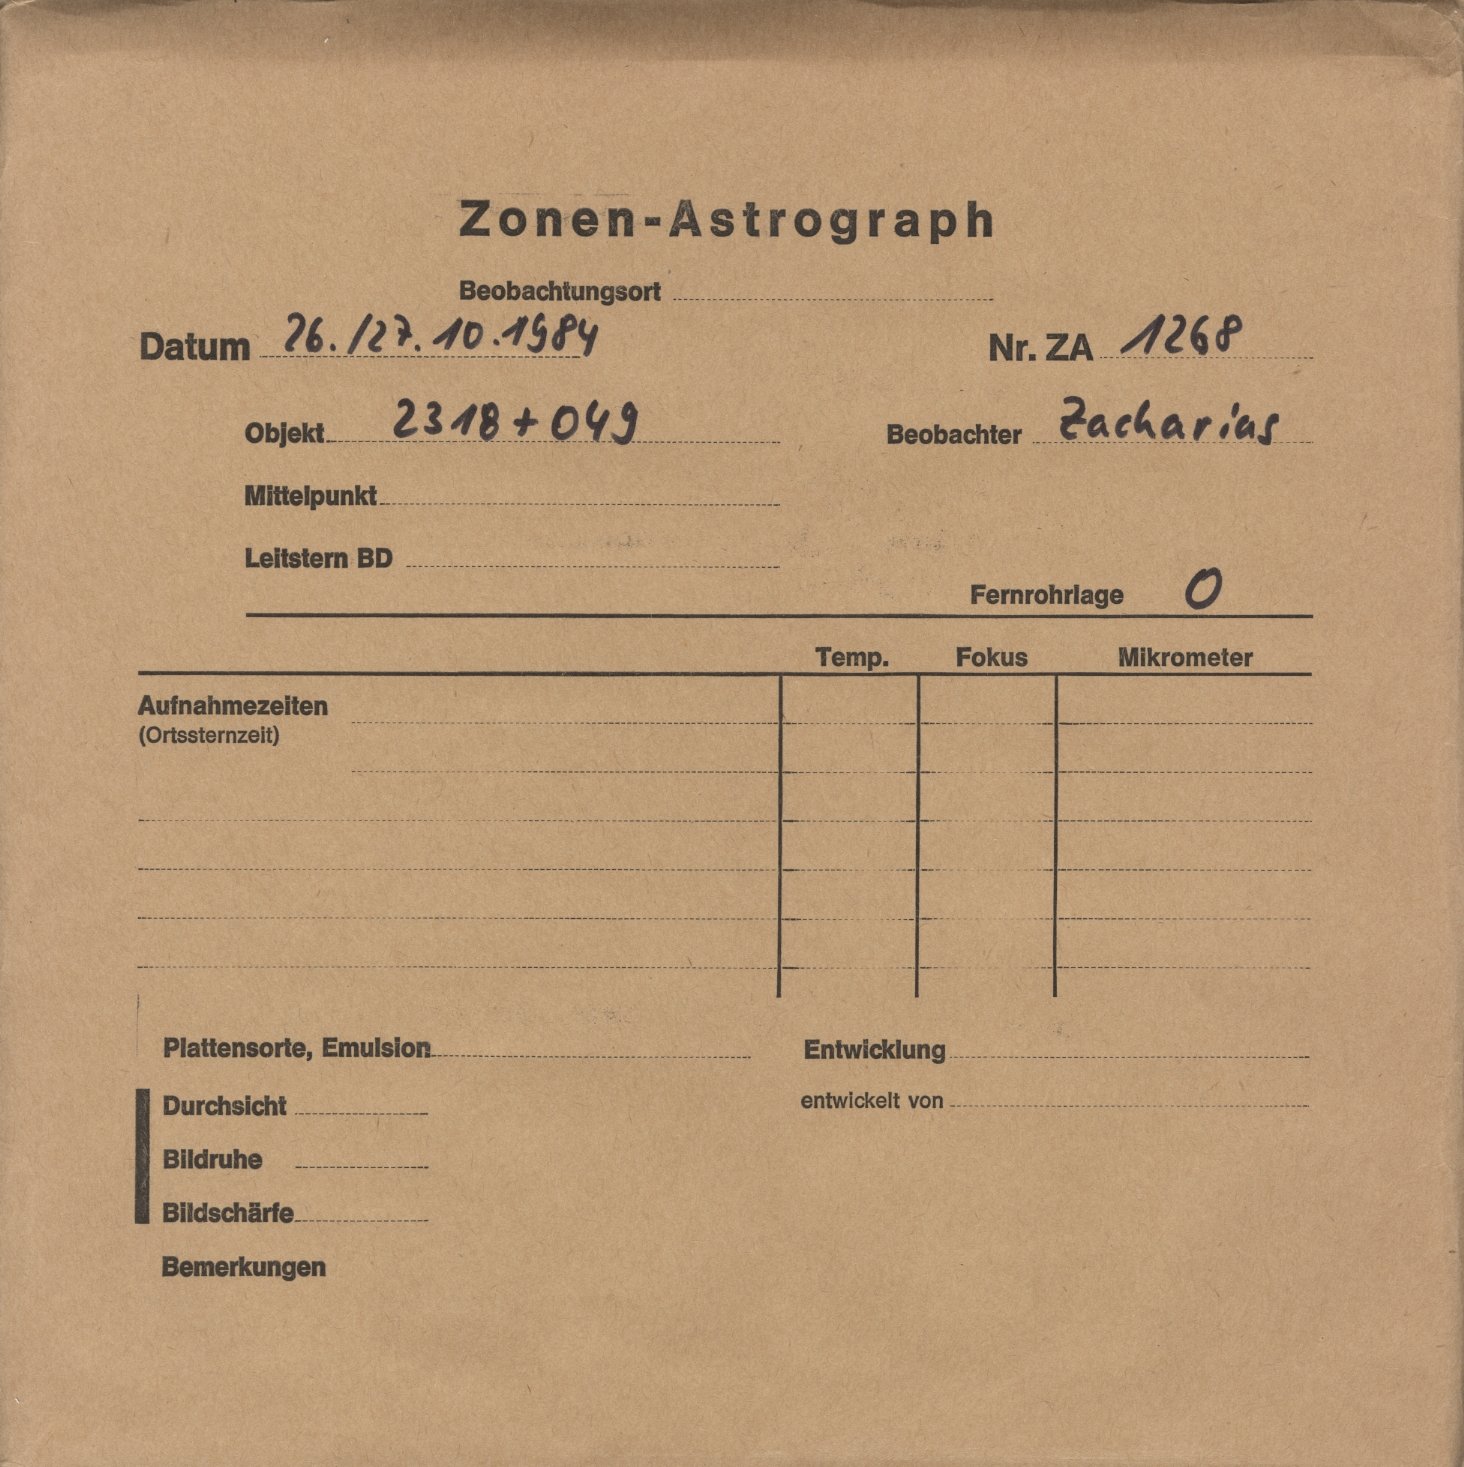 Zonen-Astrograph
Beobachtungsort
Datum 26./27.10.1984 Nr. ZA 1268
Objekt 2318+049 Beobachter Zacharias
Mittelpunkt
Leitstern BD
Fernrohrlage O
Temp. Fokus Mikrometer
Aufnahmezeiten
(Ortssternzeit)
Plattensorte, Emulsion Entwicklung
Durchsicht entwickelt von
Bildruhe
Bildschärfe
Bemerkungen